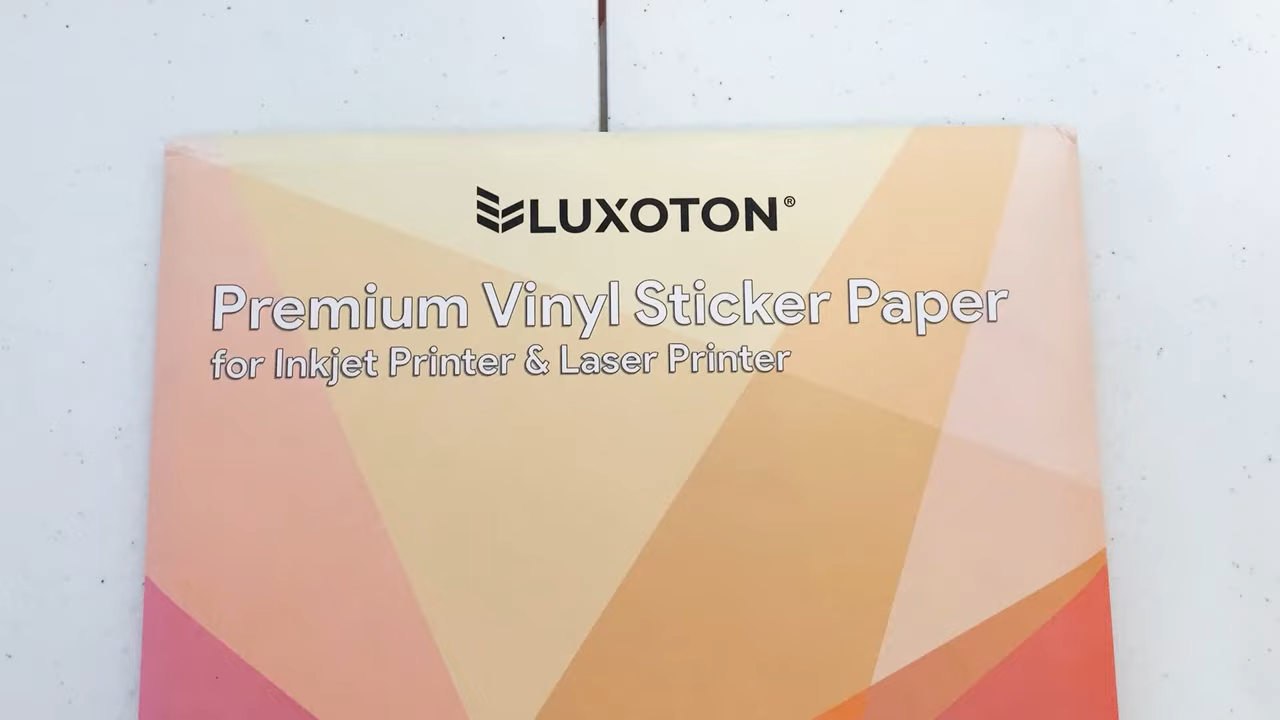 LUXOTON®
Premium Vinyl Sticker Paper
for Inkjet Printer & Laser Printer